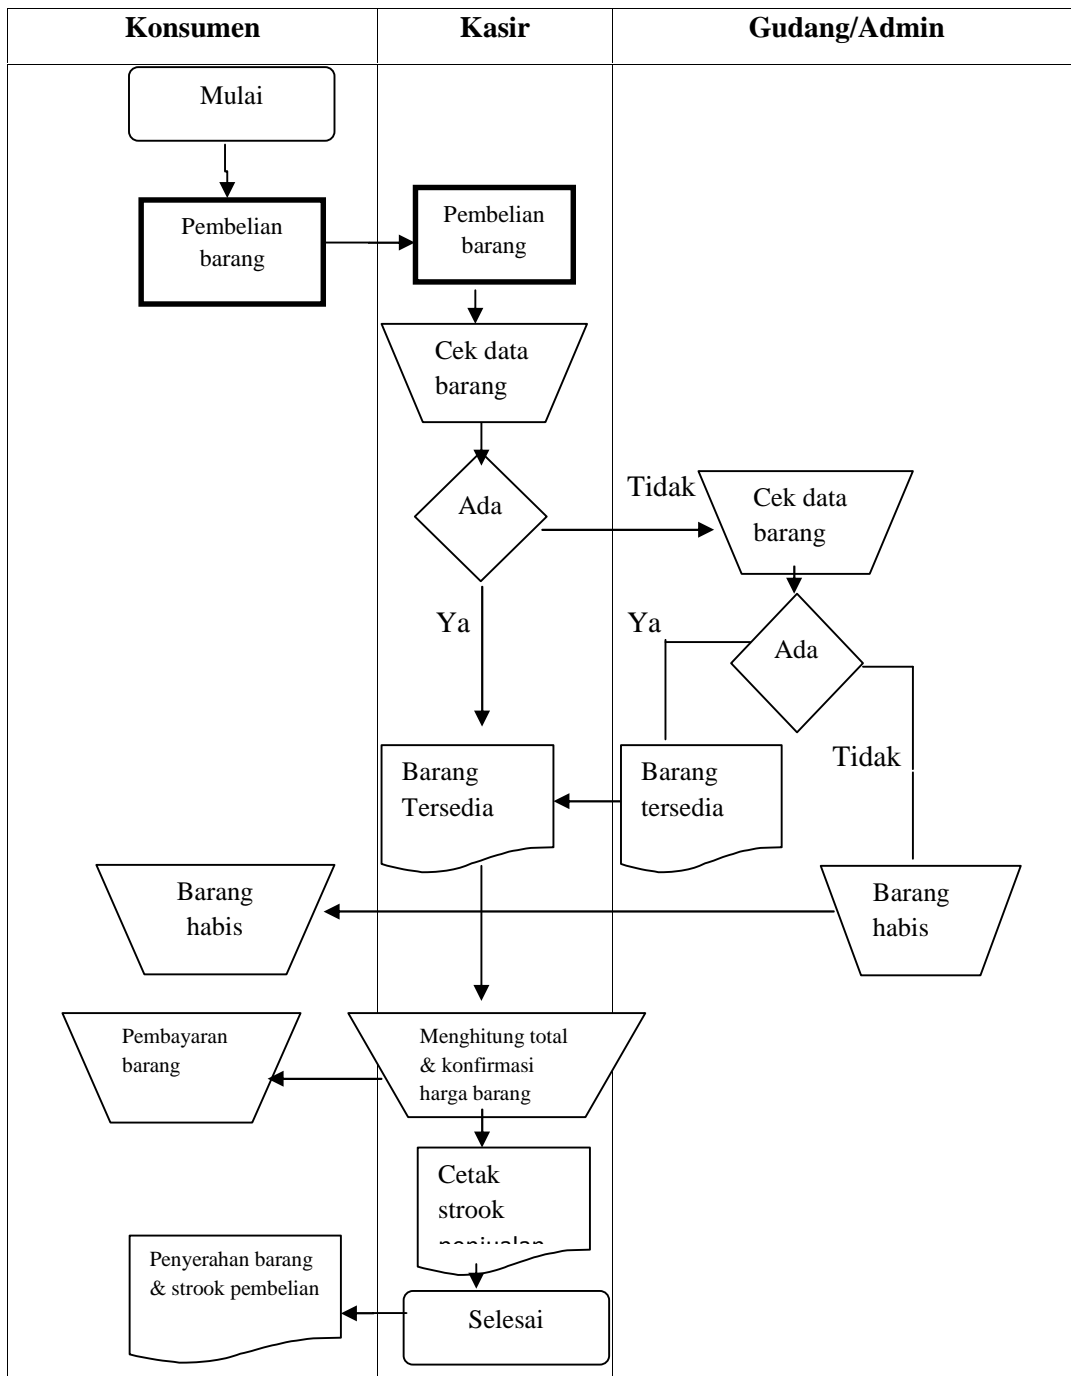 Konsumen
Kasir
Gudang/Admin
Mulai
Pembelian
barang
Pembelian
barang
Cek data
barang
Ada
Tidak
Cek data
barang
Ya
Ya
Ada
Tidak
Barang
Tersedia
Barang
tersedia
Barang
habis
Barang
habis
Pembayaran
barang
Menghitung total
& konfirmasi
harga barang
Cetak
strook
penjualan
Penyerahan barang
& strook pembelian
Selesai